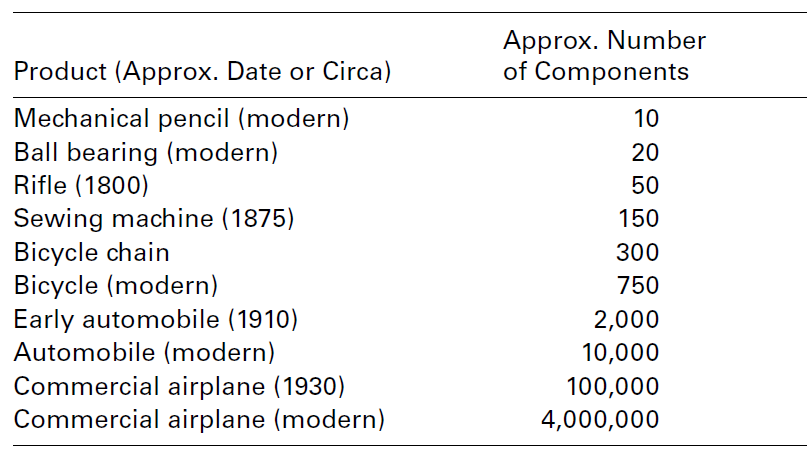 Approx. Number
Product (Approx. Date or Circa) of Components
Mechanical pencil (modern) 10
Ball bearing (modern) 20
Rifle (1800) 50
Sewing machine (1875) 150
Bicycle chain 300
Bicycle (modern) 750
Early automobile (1910) 2,000
Automobile (modern) 10,000
Commercial airplane (1930) 100,000
Commercial airplane (modern) 4,000,000